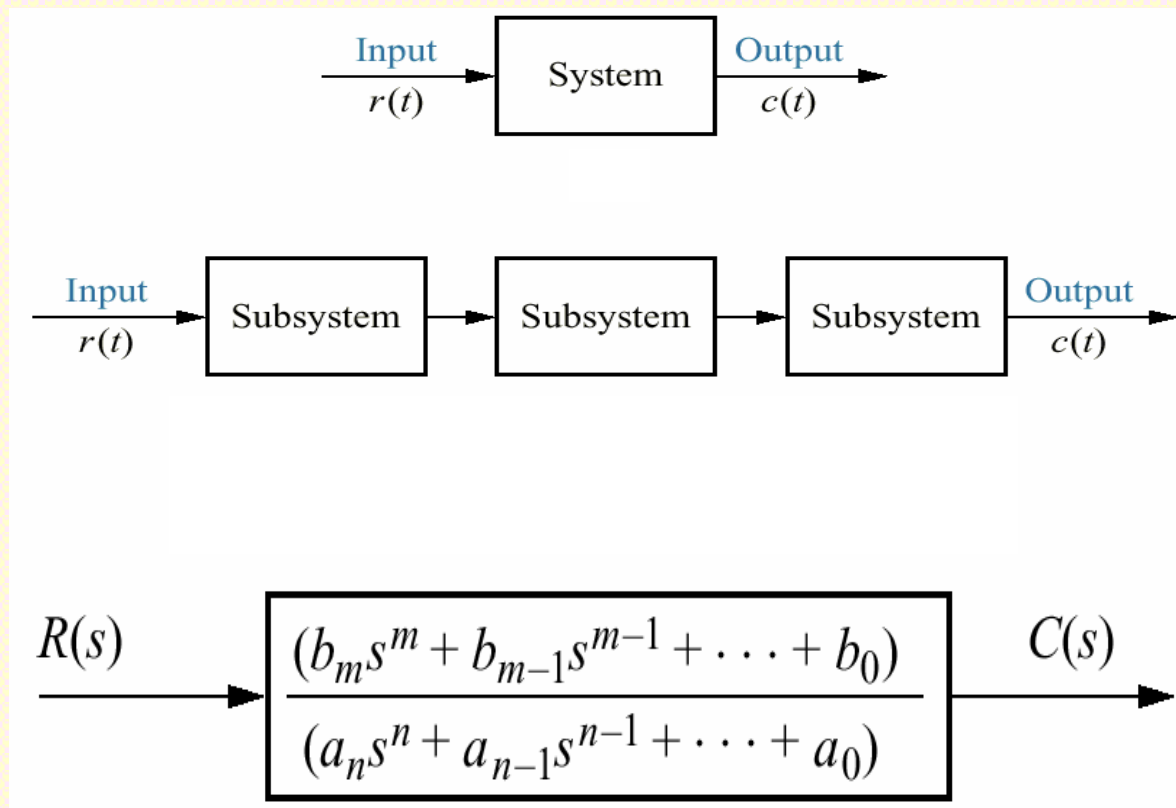 Input System Output
r(t) c(t)
Input Subsystem Subsystem Subsystem Output
r(t) c(t)
R(s) (b_m s^m + b_{m–1} s^{m–1} + · · · + b_0) C(s)
(a_n s^n + a_{n–1} s^{n–1} + · · · + a_0)